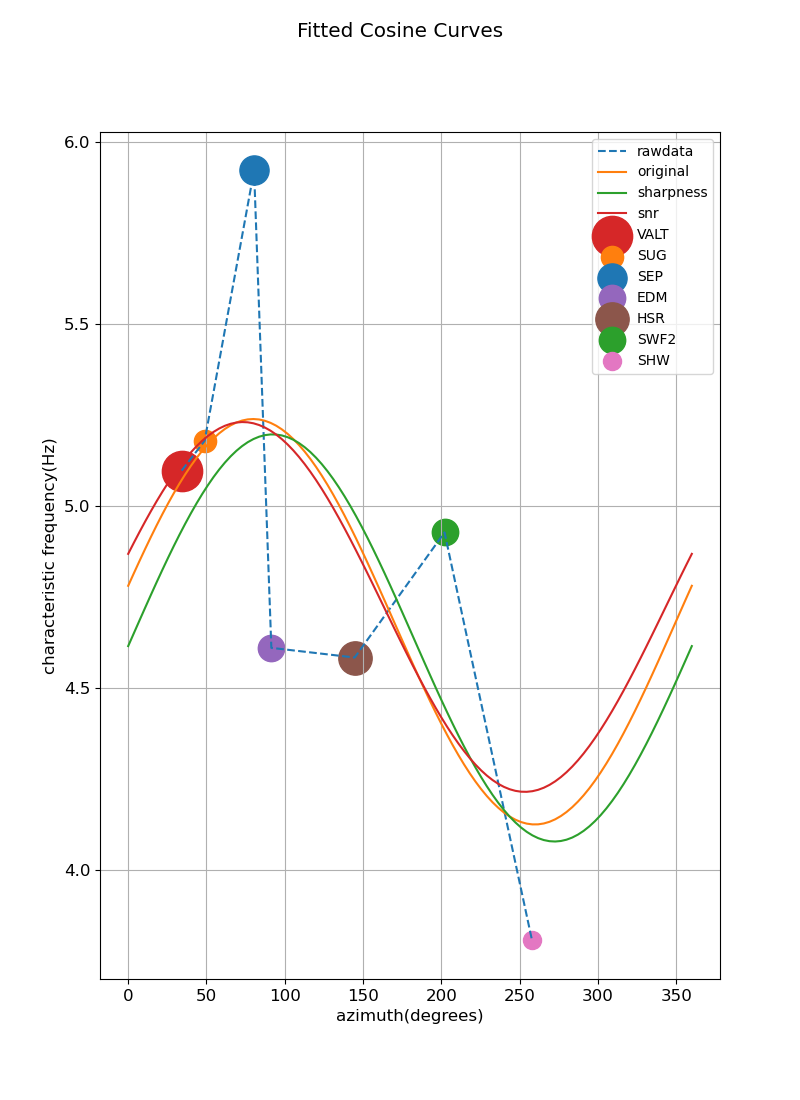 Fitted Cosine Curves
6.0
5.5
5.0
4.5
4.0
characteristic frequency(Hz)
rawdata
original
sharpness
snr
VALT
SUG
SEP
EDM
HSR
SWF2
SHW
0 50 100 150 200 250 300 350
azimuth(degrees)